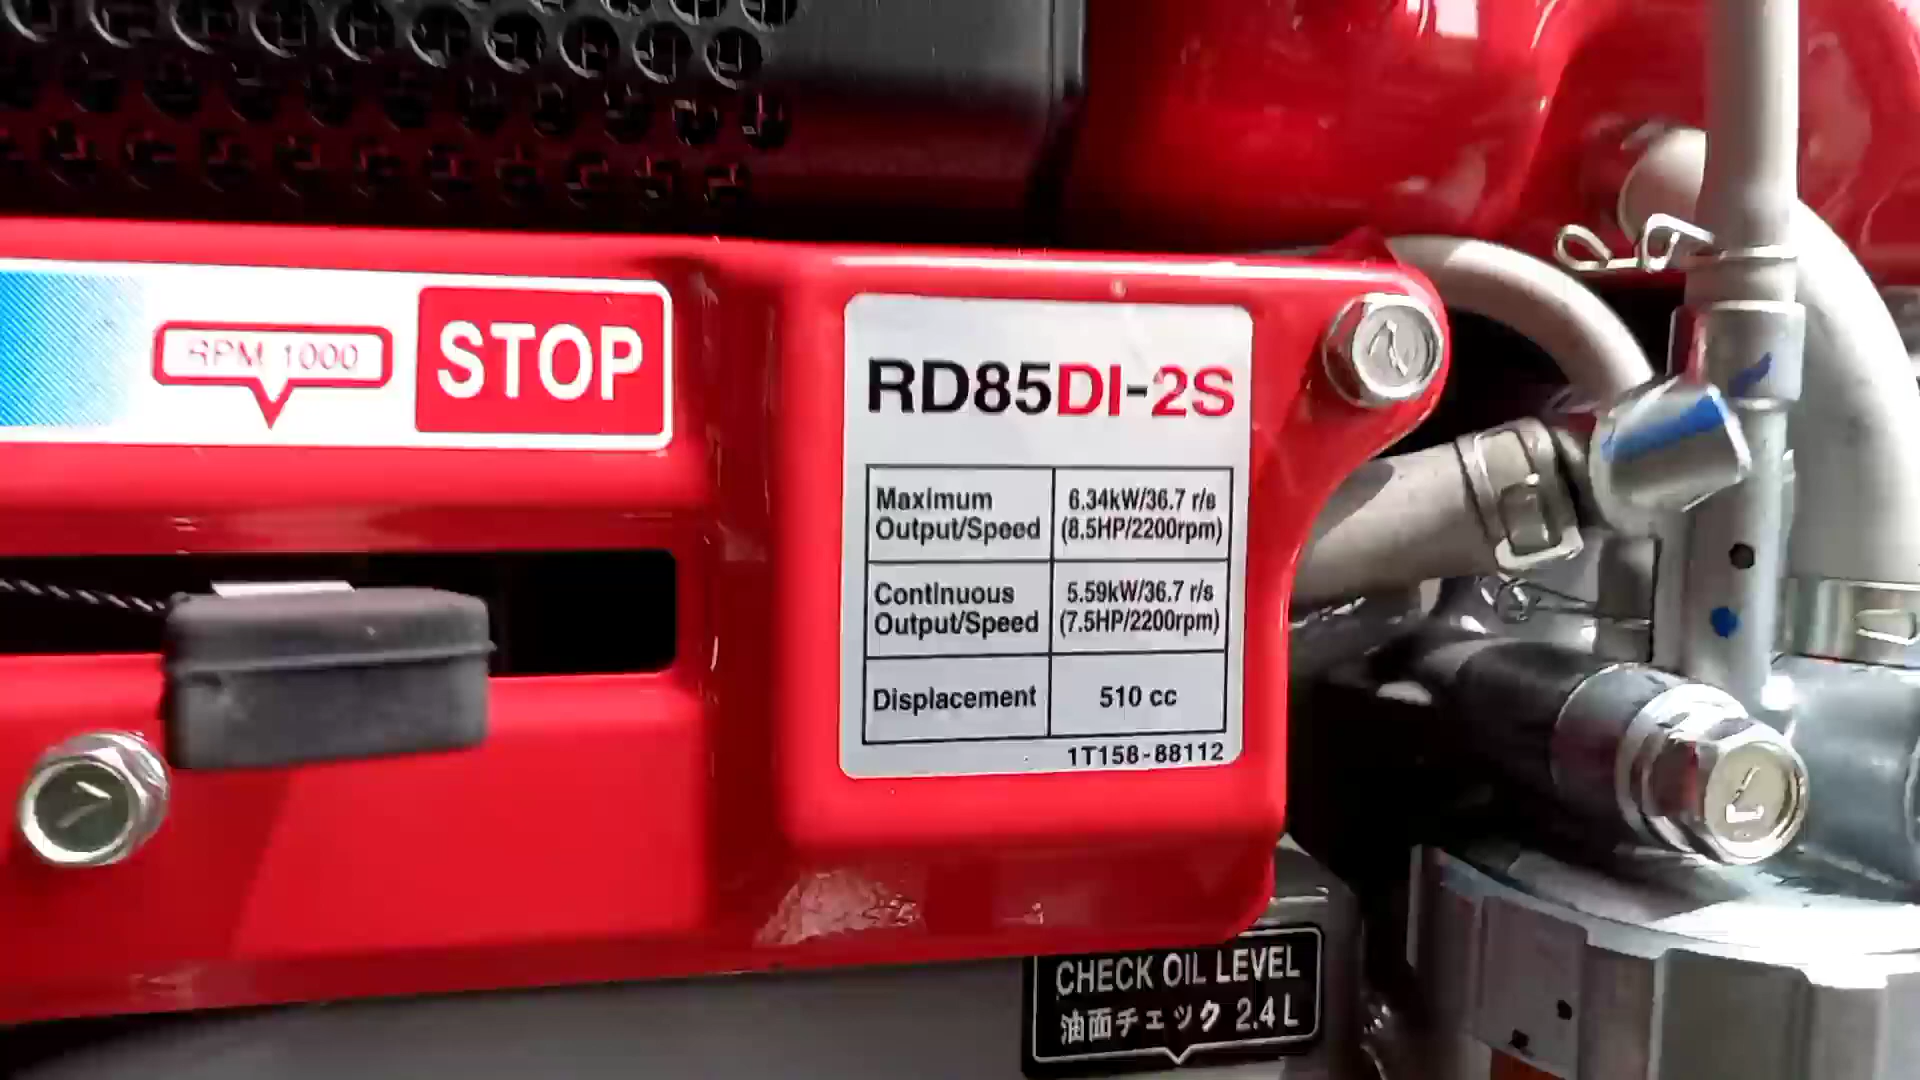 RPM 1000
STOP
RD85DI-2S
Maximum Output/Speed
6.34kW/36.7 r/s
(8.5HP/2200rpm)
Continuous Output/Speed
5.59kW/36.7 r/s
(7.5HP/2200rpm)
Displacement
510 cc
1T158-88112
CHECK OIL LEVEL
油面チェック 2.4 L